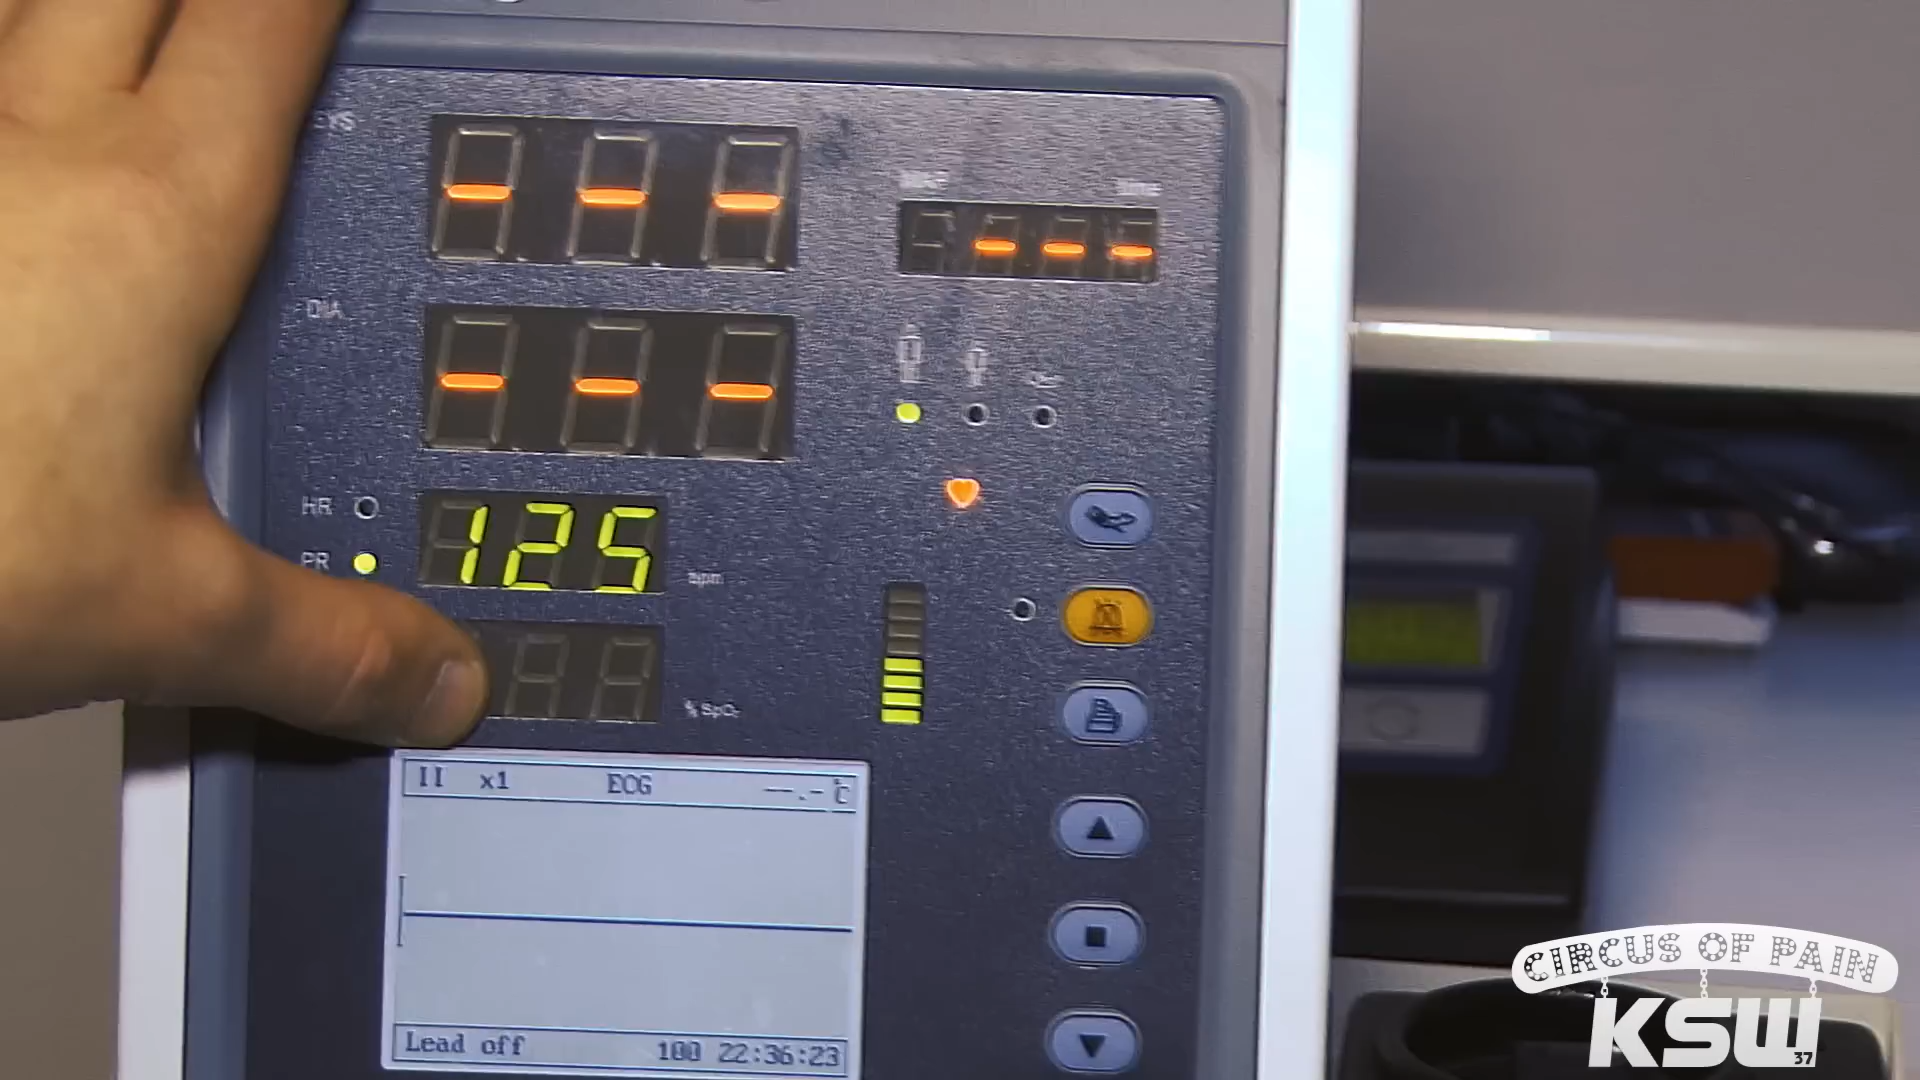 DIA
HR
PR
125
bpm
% SpO₂
II x1 ECG --.- °C
Lead off 100 22:36:23
CIRCUS OF PAIN
KSW
37